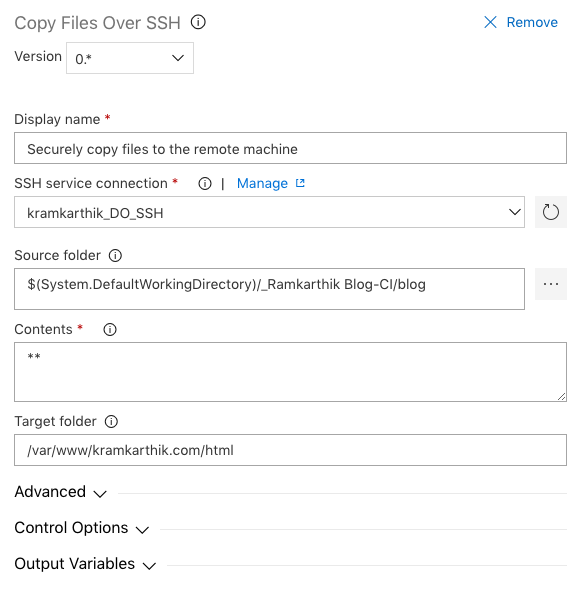 Copy Files Over SSH
Remove
Version 0.*
Display name *
Securely copy files to the remote machine
SSH service connection * | Manage
kramkarthik_DO_SSH
Source folder
$(System.DefaultWorkingDirectory)/_Ramkarthik Blog-CI/blog
...
Contents *
**
Target folder
/var/www/kramkarthik.com/html
Advanced
Control Options
Output Variables